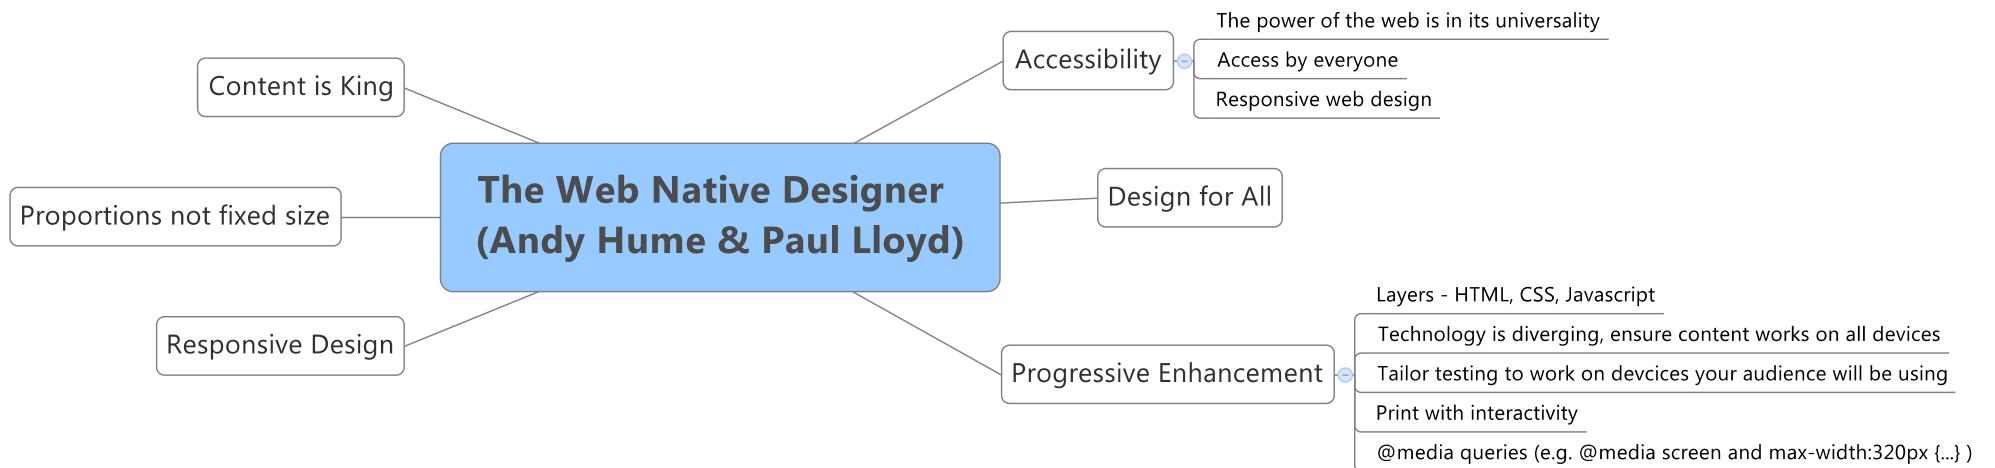 The Web Native Designer
(Andy Hume & Paul Lloyd)
Accessibility
The power of the web is in its universality
Access by everyone
Responsive web design
Design for All
Progressive Enhancement
Layers - HTML, CSS, Javascript
Technology is diverging, ensure content works on all devices
Tailor testing to work on devcices your audience will be using
Print with interactivity
@media queries (e.g. @media screen and max-width:320px {...} )
Content is King
Proportions not fixed size
Responsive Design